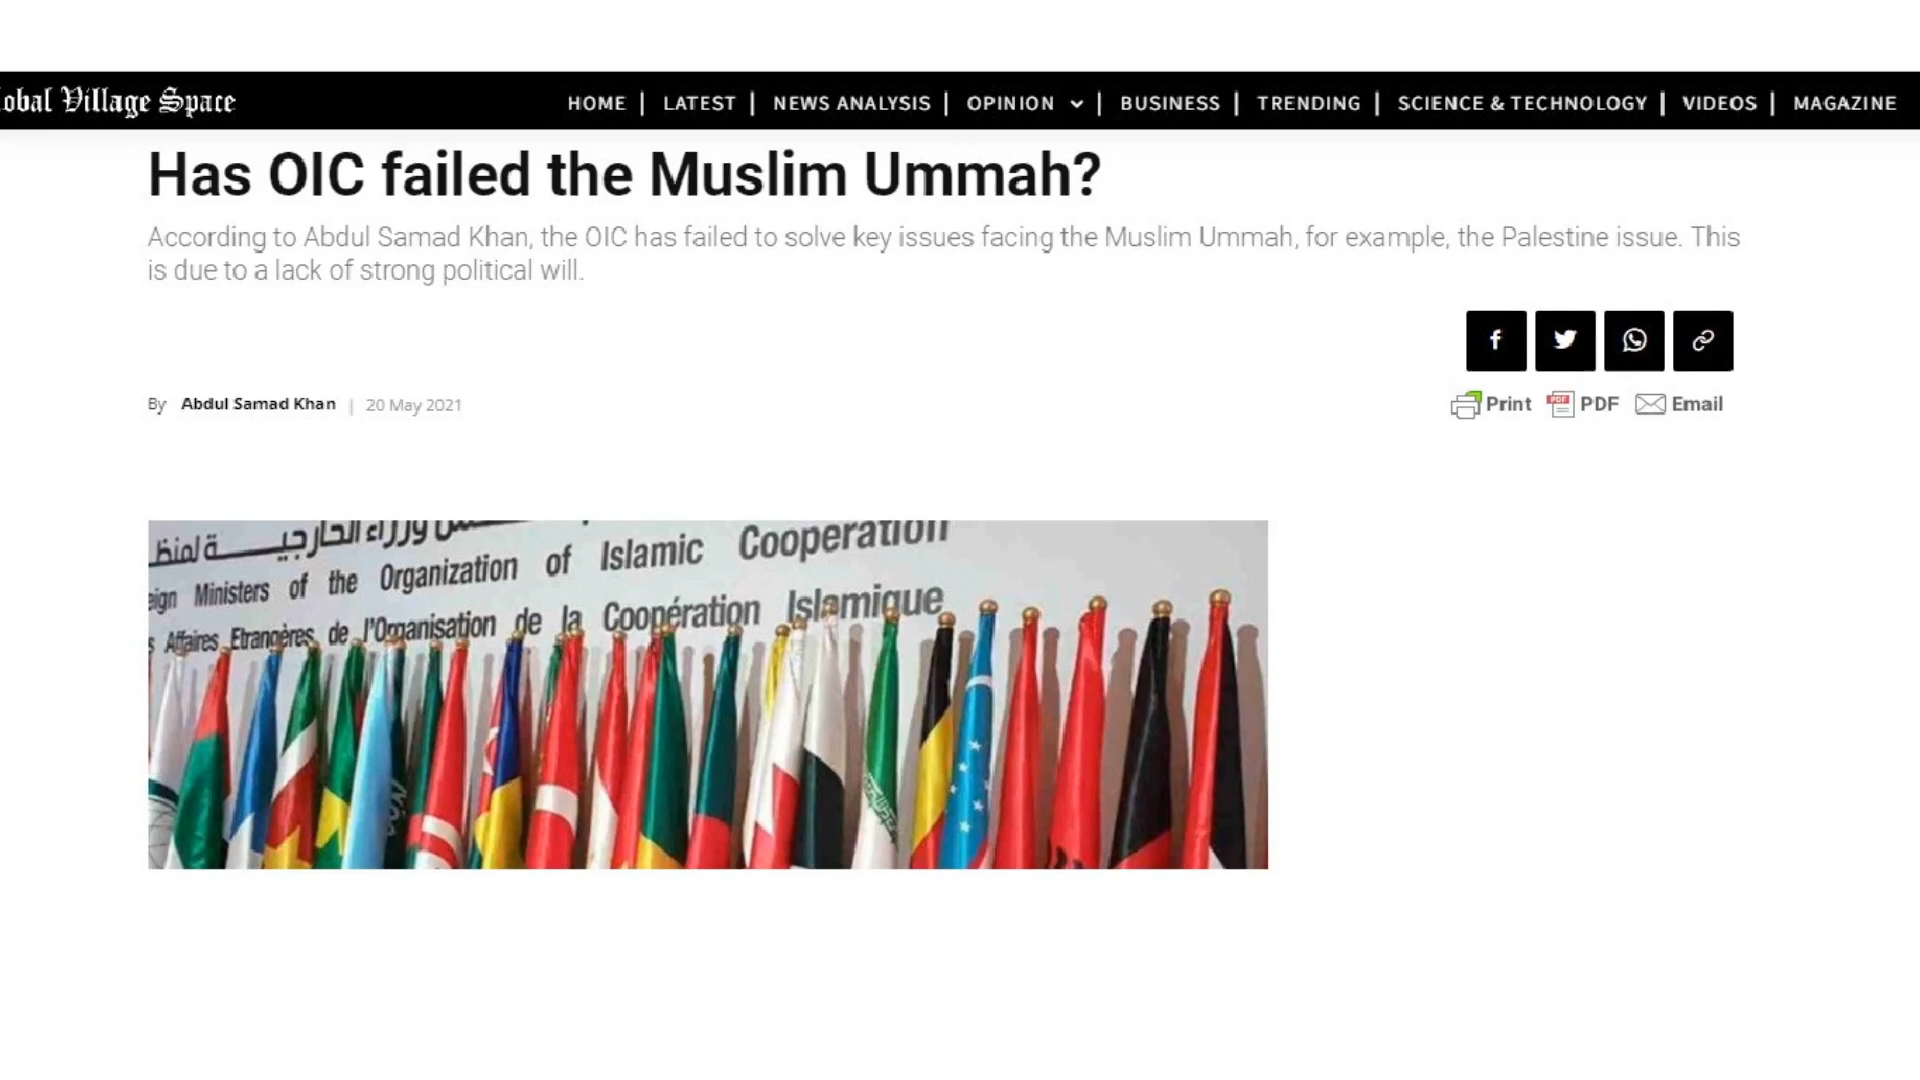 obal Village Space
HOME | LATEST | NEWS ANALYSIS | OPINION | BUSINESS | TRENDING | SCIENCE & TECHNOLOGY | VIDEOS | MAGAZINE
Has OIC failed the Muslim Ummah?
According to Abdul Samad Khan, the OIC has failed to solve key issues facing the Muslim Ummah, for example, the Palestine issue. This
is due to a lack of strong political will.
By Abdul Samad Khan | 20 May 2021
Print PDF Email
وزراء الخارجيـــــة لمنظ
eign Ministers of the Organization of Islamic Cooperation
s Affaires Etrangères de l'Organisation de la Coopération Islamique